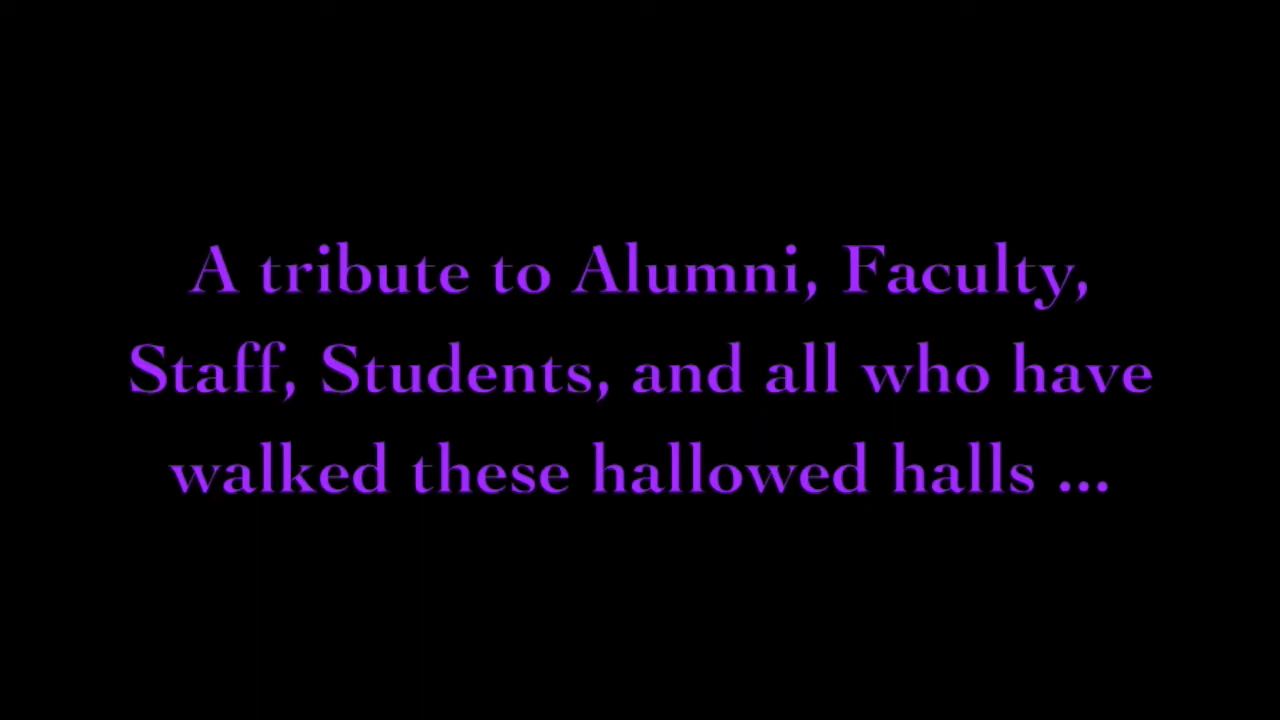 A tribute to Alumni, Faculty,
Staff, Students, and all who have
walked these hallowed halls ...